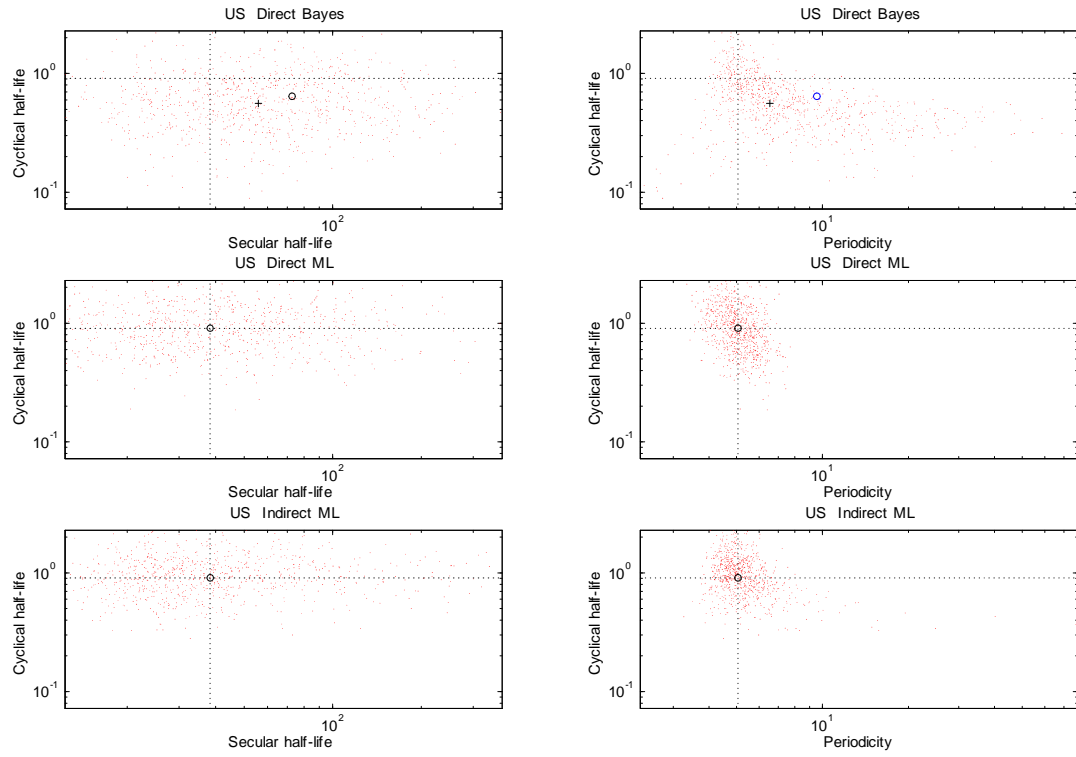 US Direct Bayes
Cycflical half-life
10^0
10^-1
10^2
Secular half-life
US Direct Bayes
Cyclical half-life
10^0
10^-1
10^1
Periodicity
US Direct ML
Cyclical half-life
10^0
10^-1
10^2
Secular half-life
US Direct ML
Cyclical half-life
10^0
10^-1
10^1
Periodicity
US Indirect ML
Cyclical half-life
10^0
10^-1
10^2
Secular half-life
US Indirect ML
Cyclical half-life
10^0
10^-1
10^1
Periodicity